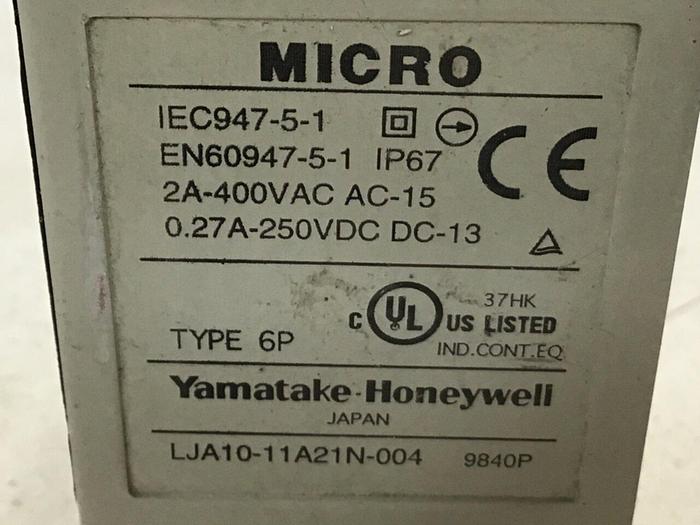 MICRO
IEC947-5-1
EN60947-5-1 IP67
CE
2A-400VAC AC-15
0.27A-250VDC DC-13
37HK
C UL US LISTED
IND.CONT.EQ
TYPE 6P
Yamatake-Honeywell
JAPAN
LJA10-11A21N-004 9840P